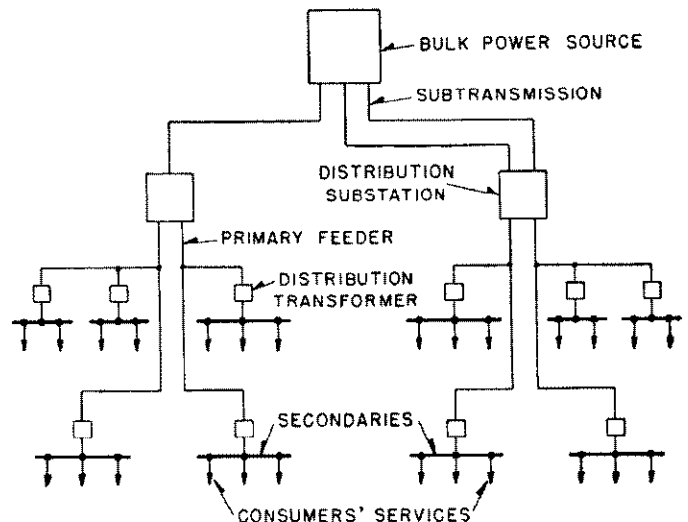 BULK POWER SOURCE
SUBTRANSMISSION
DISTRIBUTION
SUBSTATION
PRIMARY FEEDER
DISTRIBUTION
TRANSFORMER
SECONDARIES
CONSUMERS' SERVICES